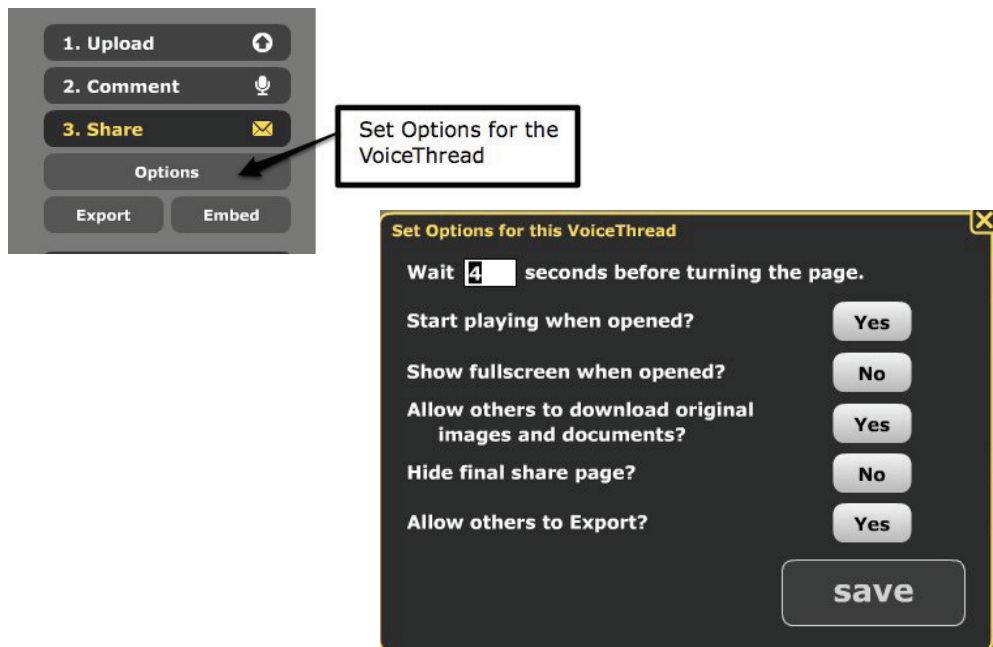 1. Upload
2. Comment
3. Share
Options
Export Embed
Set Options for the
VoiceThread
Set Options for this VoiceThread
Wait 4 seconds before turning the page.
Start playing when opened? Yes
Show fullscreen when opened? No
Allow others to download original
images and documents? Yes
Hide final share page? No
Allow others to Export? Yes
save